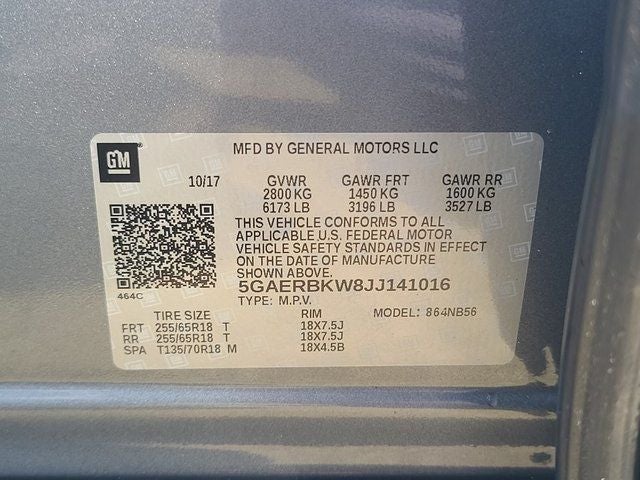 GM
MFD BY GENERAL MOTORS LLC
10/17 GVWR GAWR FRT GAWR RR
2800 KG 1450 KG 1600 KG
6173 LB 3196 LB 3527 LB
THIS VEHICLE CONFORMS TO ALL
APPLICABLE U.S. FEDERAL MOTOR
VEHICLE SAFETY STANDARDS IN EFFECT
ON THE DATE OF MANUFACTURE
SHOWN ABOVE.
464C
5GAERBKW8JJ141016
TYPE: M.P.V. MODEL: 864NB56
TIRE SIZE RIM
FRT 255/65R18 T 18X7.5J
RR 255/65R18 T 18X7.5J
SPA T135/70R18 M 18X4.5B